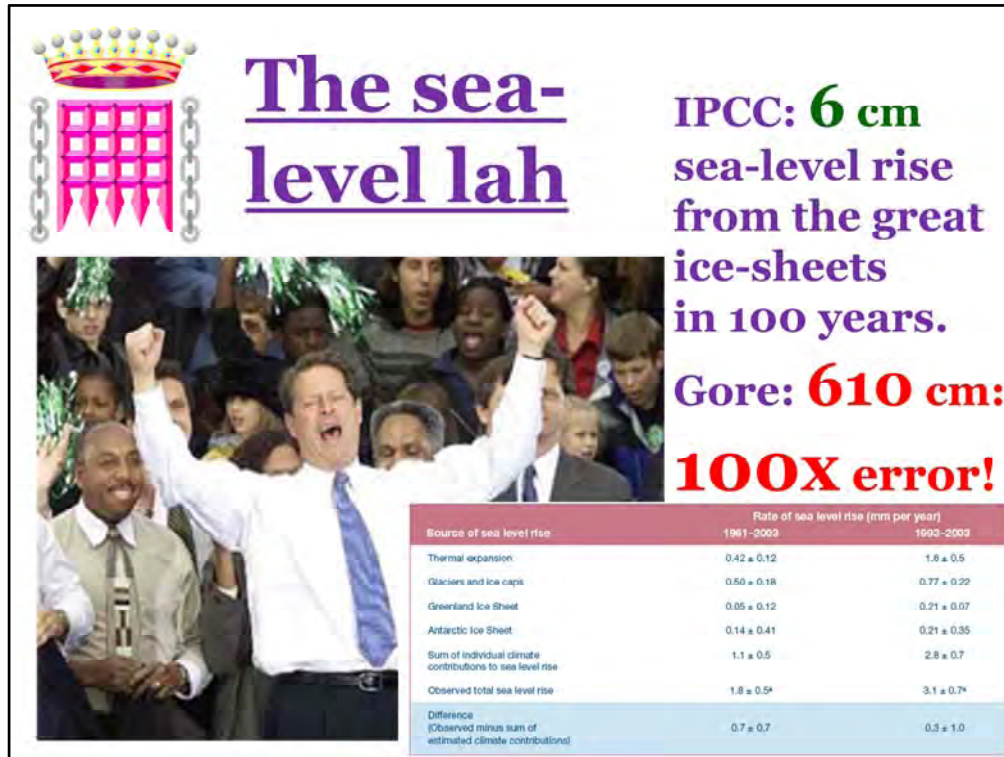 The sea-
level lah
IPCC: 6 cm
sea-level rise
from the great
ice-sheets
in 100 years.
Gore: 610 cm:
100x error!
Rate of sea level rise (mm per year)
Source of sea level rise 1961–2003 1993–2003
Thermal expansion 0.42 ± 0.12 1.6 ± 0.5
Glaciers and ice caps 0.50 ± 0.18 0.77 ± 0.22
Greenland Ice Sheet 0.05 ± 0.12 0.21 ± 0.07
Antarctic Ice Sheet 0.14 ± 0.41 0.21 ± 0.35
Sum of individual climate
contributions to sea level rise 1.1 ± 0.5 2.8 ± 0.7
Observed total sea level rise 1.8 ± 0.5ª 3.1 ± 0.7ª
Difference
(Observed minus sum of
estimated climate contributions) 0.7 ± 0.7 0.3 ± 1.0